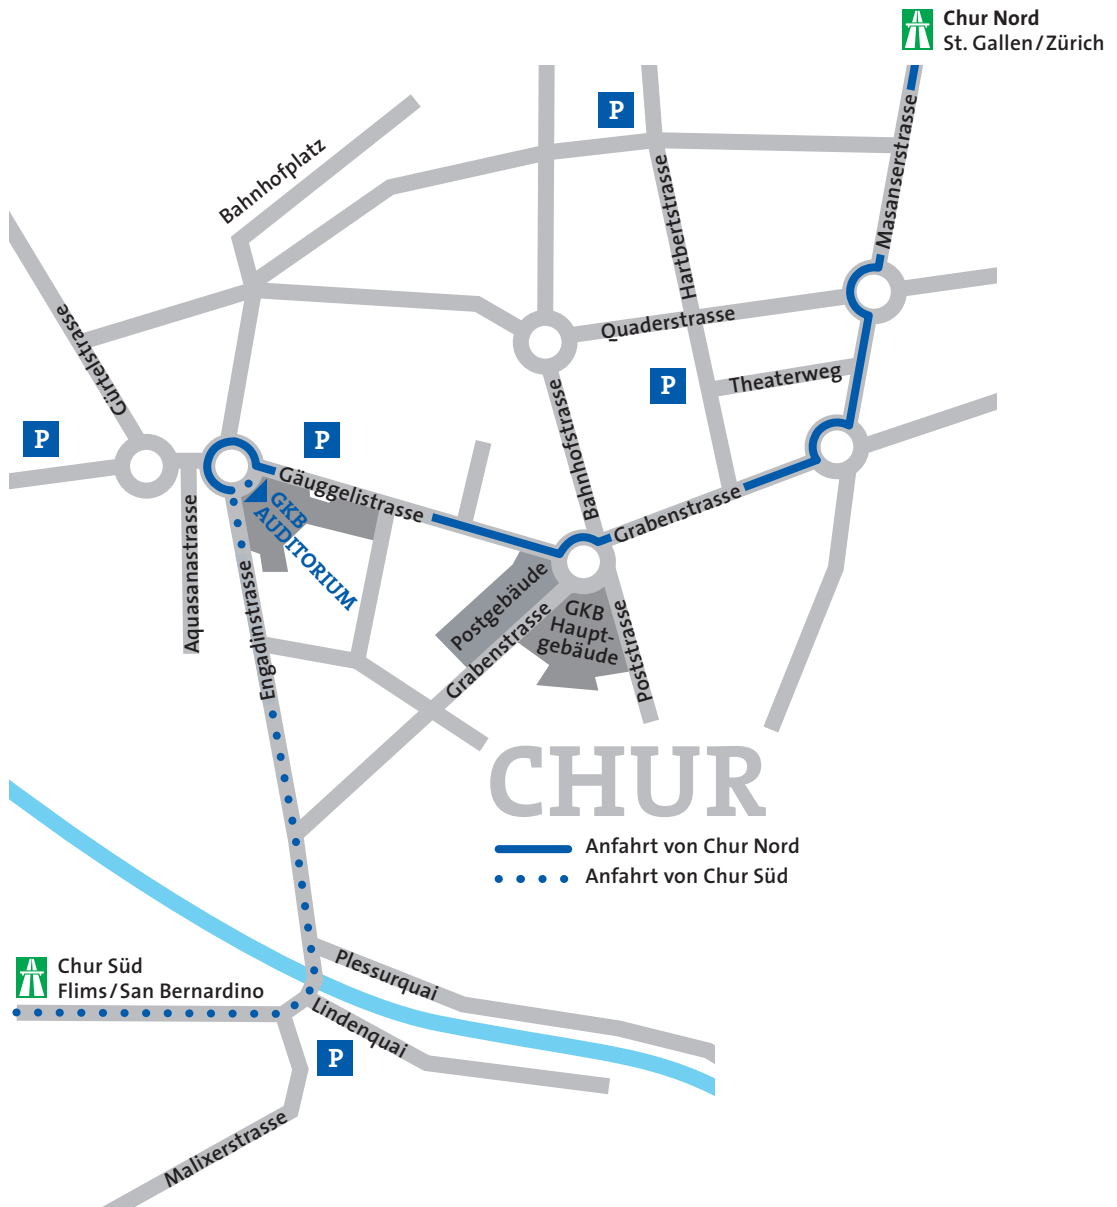 Chur Nord
St. Gallen/Zürich
P
Masanserstrasse
Bahnhofplatz
Hartbertstrasse
Gürtelstrasse
Quaderstrasse
Theaterweg
P
P
P
Bahnhofstrasse
Gäuggelistrasse
Grabenstrasse
GKB
AUDITORIUM
Aquasanastrasse
Engadinstrasse
Postgebäude
Grabenstrasse
GKB
Haupt-
gebäude
Poststrasse
CHUR
Anfahrt von Chur Nord
Anfahrt von Chur Süd
Chur Süd
Flims/San Bernardino
Plessurquai
Lindenquai
P
Malixerstrasse